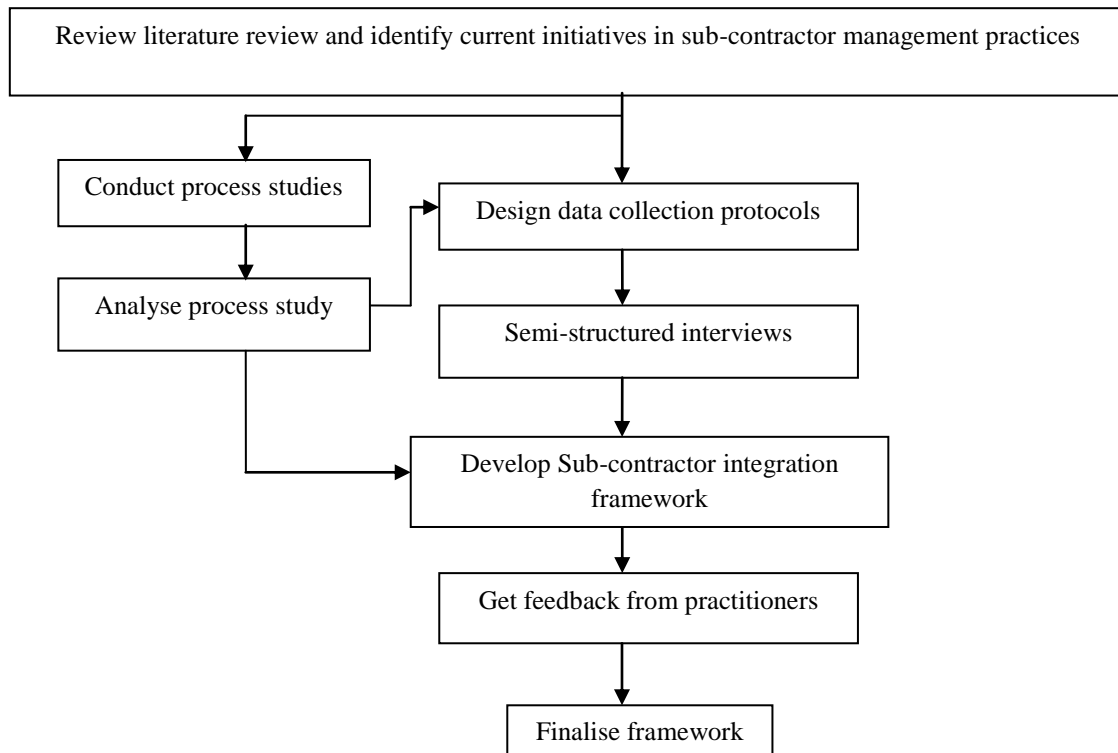 Review literature review and identify current initiatives in sub-contractor management practices
Conduct process studies
Design data collection protocols
Analyse process study
Semi-structured interviews
Develop Sub-contractor integration
framework
Get feedback from practitioners
Finalise framework